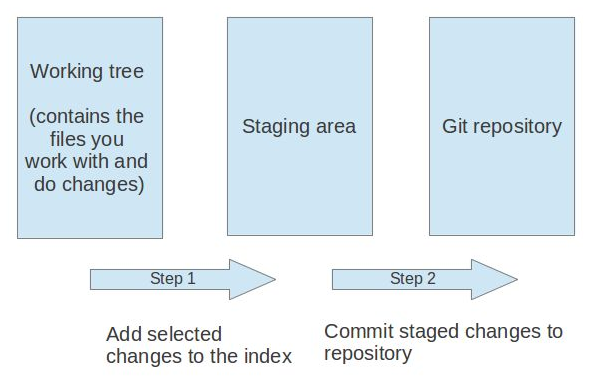 Working tree
(contains the
files you
work with and
do changes)
Staging area
Git repository
Step 1
Step 2
Add selected
changes to the index
Commit staged changes to
repository